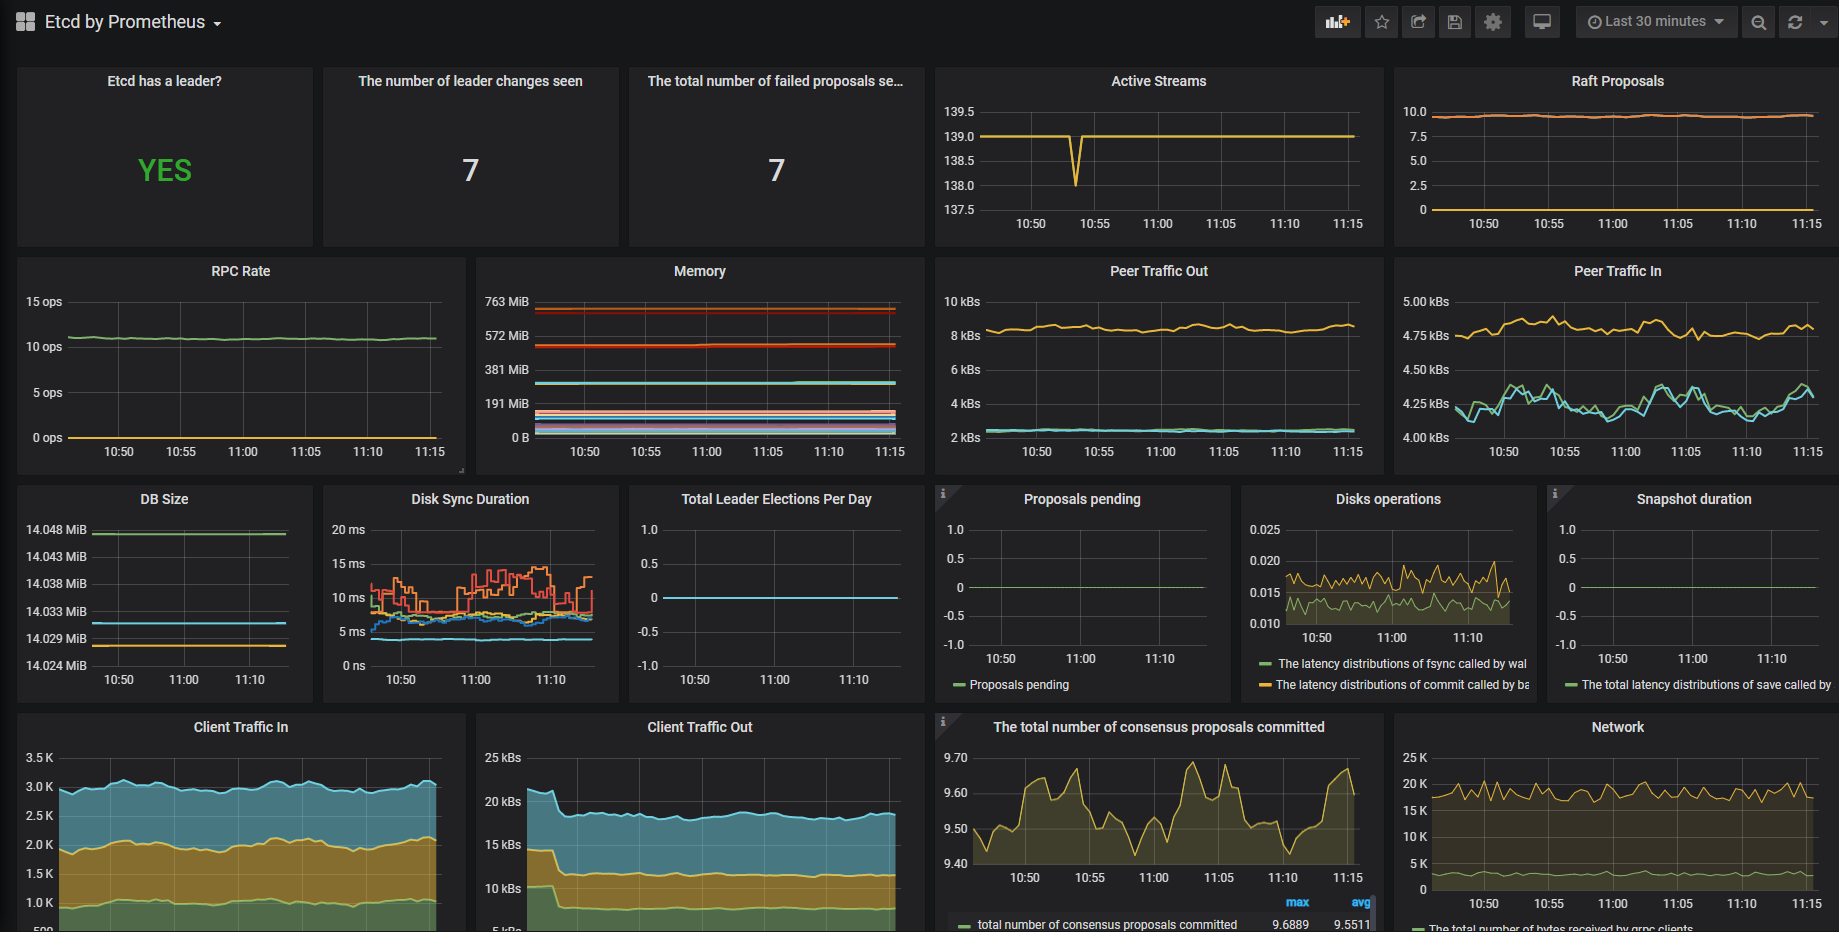 Etcd by Prometheus
Last 30 minutes
Etcd has a leader?
YES
The number of leader changes seen
7
The total number of failed proposals se...
7
Active Streams
139.5
139.0
138.5
138.0
137.5
10:50 10:55 11:00 11:05 11:10 11:15
Raft Proposals
10.0
7.5
5.0
2.5
0
10:50 10:55 11:00 11:05 11:10 11:15
RPC Rate
15 ops
10 ops
5 ops
0 ops
10:50 10:55 11:00 11:05 11:10 11:15
Memory
763 MiB
572 MiB
381 MiB
191 MiB
0 B
10:50 10:55 11:00 11:05 11:10 11:15
Peer Traffic Out
10 kBs
8 kBs
6 kBs
4 kBs
2 kBs
10:50 10:55 11:00 11:05 11:10 11:15
Peer Traffic In
5.00 kBs
4.75 kBs
4.50 kBs
4.25 kBs
4.00 kBs
10:50 10:55 11:00 11:05 11:10 11:15
DB Size
14.048 MiB
14.043 MiB
14.038 MiB
14.033 MiB
14.029 MiB
14.024 MiB
10:50 11:00 11:10
Disk Sync Duration
20 ms
15 ms
10 ms
5 ms
0 ns
10:50 11:00 11:10
Total Leader Elections Per Day
1.0
0.5
0
-0.5
-1.0
10:50 11:00 11:10
Proposals pending
1.0
0.5
0
-0.5
-1.0
10:50 11:00 11:10
Proposals pending
Disks operations
0.025
0.020
0.015
0.010
10:50 11:00 11:10
The latency distributions of fsync called by wal
The latency distributions of commit called by ba
Snapshot duration
1.0
0.5
0
-0.5
-1.0
10:50 11:00 11:10
The total latency distributions of save called by
Client Traffic In
3.5 K
3.0 K
2.5 K
2.0 K
1.5 K
1.0 K
500
Client Traffic Out
25 kBs
20 kBs
15 kBs
10 kBs
5 kBs
The total number of consensus proposals committed
9.70
9.60
9.50
9.40
10:50 10:55 11:00 11:05 11:10 11:15
max avg
total number of consensus proposals committed 9.6889 9.5511
Network
25 K
20 K
15 K
10 K
5 K
0
10:50 10:55 11:00 11:05 11:10 11:15
The total number of bytes received by grpc clients